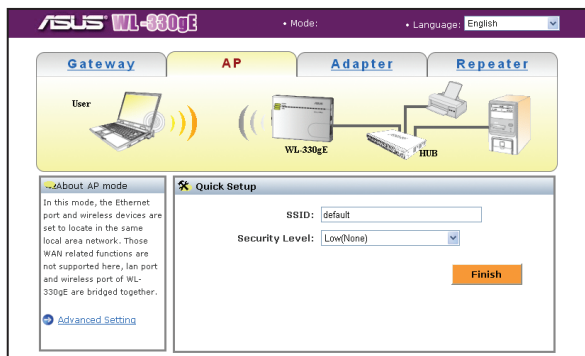 ASUS WL-330gE • Mode: • Language: English
Gateway AP Adapter Repeater
User
WL-330gE
HUB
About AP mode
In this mode, the Ethernet
port and wireless devices are
set to locate in the same
local area network. Those
WAN related functions are
not supported here, lan port
and wireless port of WL-
330gE are bridged together.
Advanced Setting
Quick Setup
SSID: default
Security Level: Low(None)
Finish